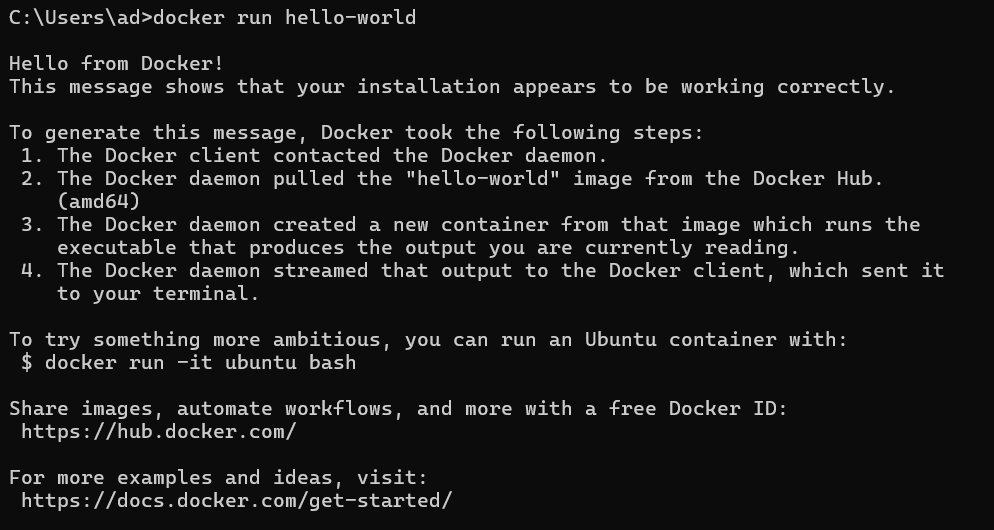 C:\Users\ad>docker run hello-world
Hello from Docker!
This message shows that your installation appears to be working correctly.
To generate this message, Docker took the following steps:
1. The Docker client contacted the Docker daemon.
2. The Docker daemon pulled the "hello-world" image from the Docker Hub.
(amd64)
3. The Docker daemon created a new container from that image which runs the
executable that produces the output you are currently reading.
4. The Docker daemon streamed that output to the Docker client, which sent it
to your terminal.
To try something more ambitious, you can run an Ubuntu container with:
$ docker run -it ubuntu bash
Share images, automate workflows, and more with a free Docker ID:
https://hub.docker.com/
For more examples and ideas, visit:
https://docs.docker.com/get-started/